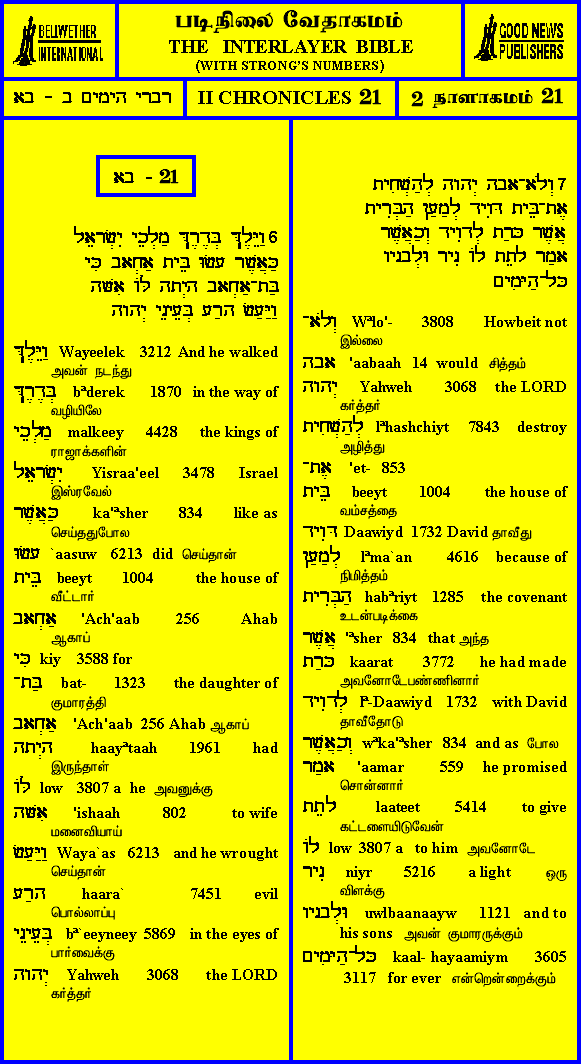 BELLWETHER
INTERNATIONAL
படிநிலை வேதாகமம்
THE INTERLAYER BIBLE
(WITH STRONG'S NUMBERS)
GOOD NEWS
PUBLISHERS
דברי הימים ב - בא
II CHRONICLES 21
2 நாளாகமம் 21
בא - 21
6 וַיֵּלֶךְ בְּדֶרֶךְ מַלְכֵי יִשְׂרָאֵל
כַּאֲשֶׁר עָשׂוּ בֵּית אַחְאָב כִּי
בַּת־אַחְאָב הָיְתָה לּוֹ אִשָּׁה
וַיַּעַשׂ הָרַע בְּעֵינֵי יְהוָה
וַיֵּלֶךְ Wayeelek 3212 And he walked
அவன் நடந்து
בְּדֶרֶךְ bªderek 1870 in the way of
வழியிலே
מַלְכֵי malkeey 4428 the kings of
ராஜாக்களின்
יִשְׂרָאֵל Yisraa'eel 3478 Israel
இஸ்ரவேல்
כַּאֲשֶׁר ka'ªsher 834 like as
செய்ததுபோல
עָשׂוּ `aasuw 6213 did செய்தான்
בֵּית beeyt 1004 the house of
வீட்டார்
אַחְאָב 'Ach'aab 256 Ahab
ஆகாப்
כִּי kiy 3588 for
בַּת־ bat- 1323 the daughter of
குமாரத்தி
אַחְאָב 'Ach'aab 256 Ahab ஆகாப்
הָיְתָה haayªtaah 1961 had
இருந்தாள்
לּוֹ low 3807 a he அவனுக்கு
אִשָּׁה 'ishaah 802 to wife
மனைவியாய்
וַיַּעַשׂ Waya`as 6213 and he wrought
செய்தான்
הָרַע haara` 7451 evil
பொல்லாப்பு
בְּעֵינֵי bª`eeyneey 5869 in the eyes of
பார்வைக்கு
יְהוָה Yahweh 3068 the LORD
கர்த்தர்
7 וְלֹא־אָבָה יְהוָה לְהַשְׁחִית
אֶת־בֵּית דָּוִיד לְמַעַן הַבְּרִית
אֲשֶׁר כָּרַת לְדָוִיד וְכַאֲשֶׁר
אָמַר לָתֵת לוֹ נִיר וּלְבָנָיו
כָּל־הַיָּמִים
וְלֹא־ Wªlo'- 3808 Howbeit not
இல்லை
אָבָה 'aabaah 14 would சித்தம்
יְהוָה Yahweh 3068 the LORD
கர்த்தர்
לְהַשְׁחִית lªhashchiyt 7843 destroy
அழித்து
אֶת־ 'et- 853
בֵּית beeyt 1004 the house of
வம்சத்தை
דָּוִיד Daawiyd 1732 David தாவீது
לְמַעַן lªma`an 4616 because of
நிமித்தம்
הַבְּרִית habªriyt 1285 the covenant
உடன்படிக்கை
אֲשֶׁר 'ªsher 834 that அந்த
כָּרַת kaarat 3772 he had made
அவனோடேபண்ணினார்
לְדָוִיד lª-Daawiyd 1732 with David
தாவீதோடு
וְכַאֲשֶׁר wªka'ªsher 834 and as போல
אָמַר 'aamar 559 he promised
சொன்னார்
לָתֵת laateet 5414 to give
கட்டளையிடுவேன்
לוֹ low 3807 a to him அவனோடே
נִיר niyr 5216 a light ஒரு
விளக்கு
וּלְבָנָיו uwlbaanaayw 1121 and to
his sons அவன் குமாரருக்கும்
כָּל־הַיָּמִים kaal- hayaamiym 3605
3117 for ever என்றென்றைக்கும்